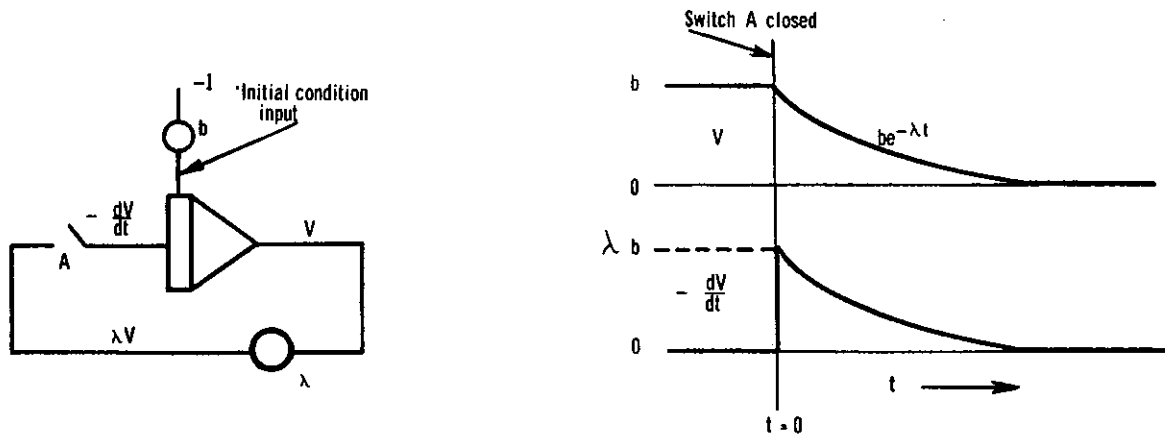 -1
Initial condition
input
b
- dV/dt
V
A
λV
λ
Switch A closed
b
V
be^{-λt}
0
λ b
- dV/dt
0
t
t = 0